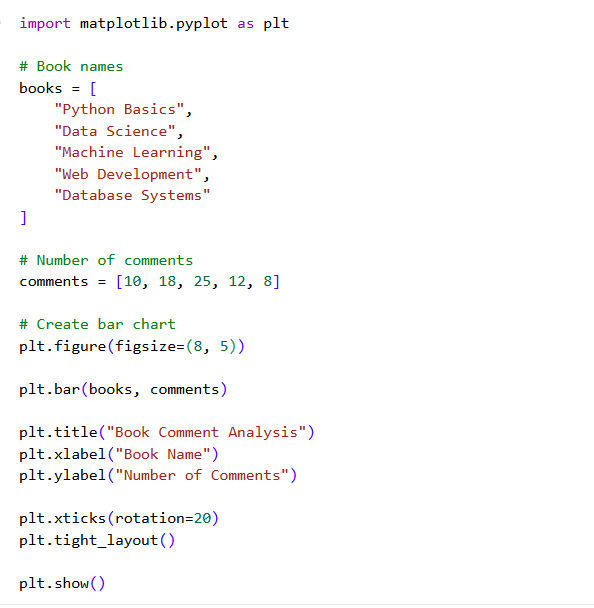 import matplotlib.pyplot as plt

# Book names
books = [
    "Python Basics",
    "Data Science",
    "Machine Learning",
    "Web Development",
    "Database Systems"
]

# Number of comments
comments = [10, 18, 25, 12, 8]

# Create bar chart
plt.figure(figsize=(8, 5))

plt.bar(books, comments)

plt.title("Book Comment Analysis")
plt.xlabel("Book Name")
plt.ylabel("Number of Comments")

plt.xticks(rotation=20)
plt.tight_layout()

plt.show()